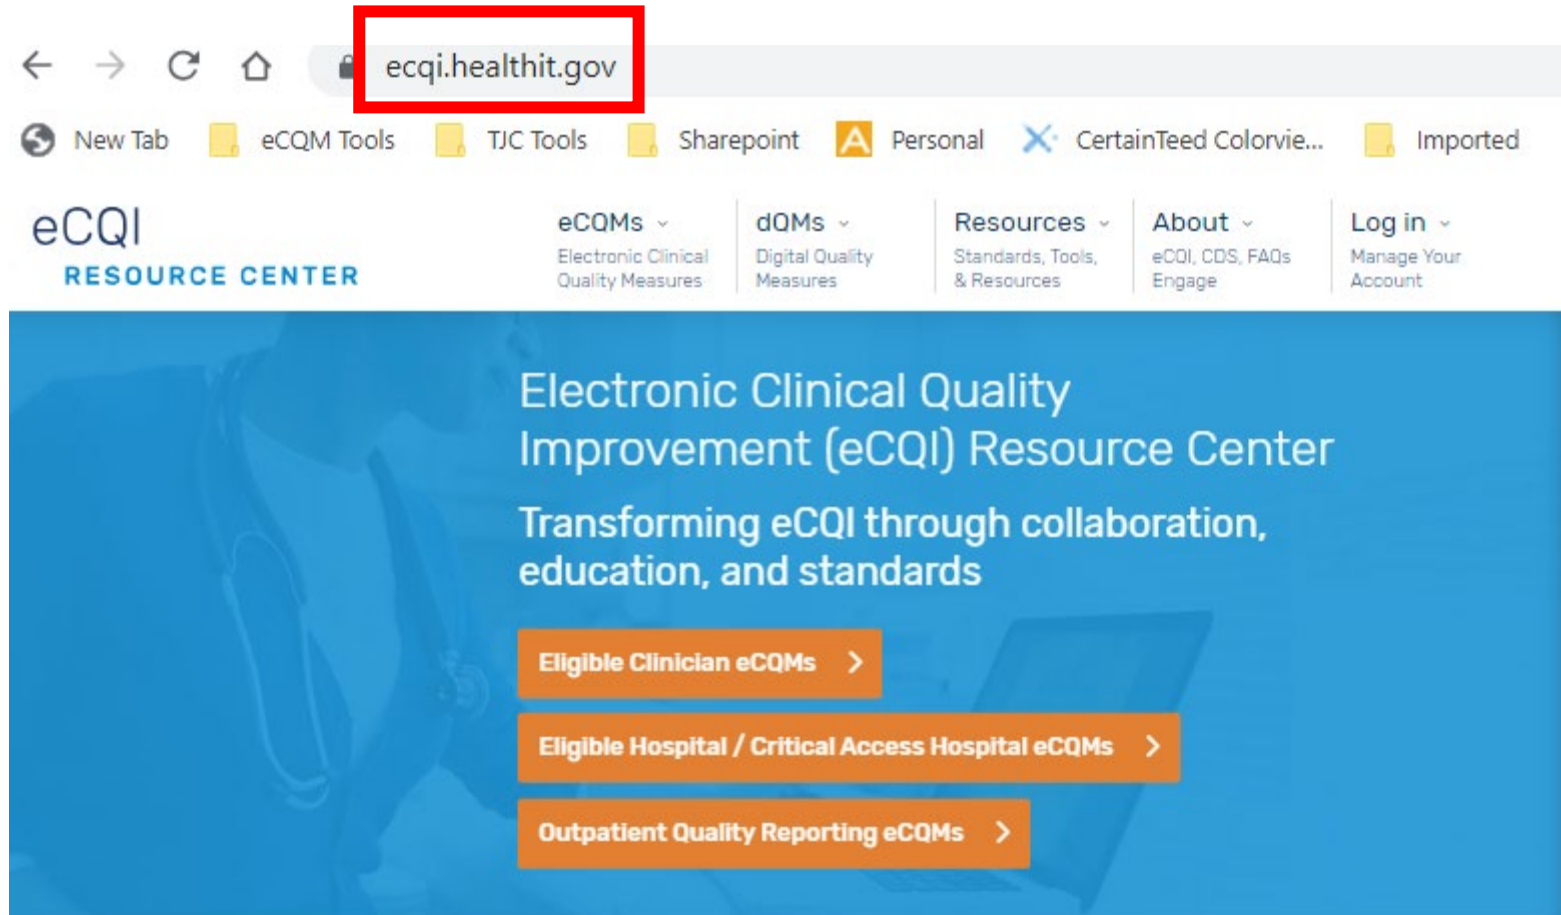 ecqi.healthit.gov
New Tab eCQM Tools TJC Tools Sharepoint Personal CertainTeed Colorvie... Imported
eCQI
RESOURCE CENTER
eCQMs
Electronic Clinical
Quality Measures
dQMs
Digital Quality
Measures
Resources
Standards, Tools,
& Resources
About
eCQI, CDS, FAQs
Engage
Log in
Manage Your
Account
Electronic Clinical Quality
Improvement (eCQI) Resource Center
Transforming eCQI through collaboration,
education, and standards
Eligible Clinician eCQMs
Eligible Hospital / Critical Access Hospital eCQMs
Outpatient Quality Reporting eCQMs